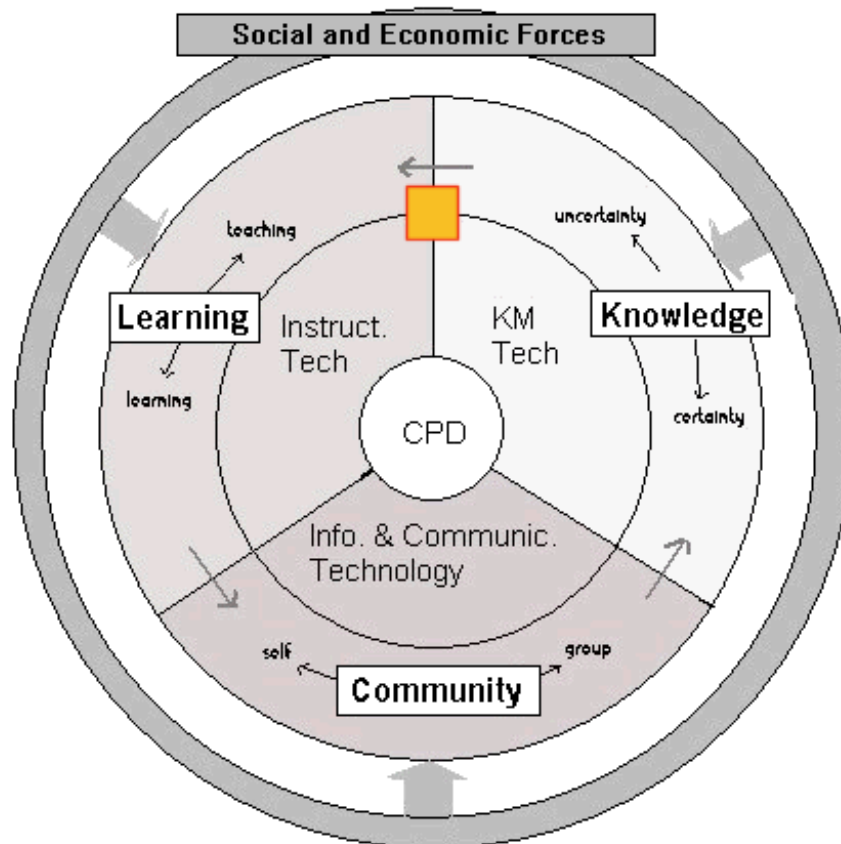 Social and Economic Forces
teaching
uncertainty
Learning
Instruct.
Tech
KM
Tech
Knowledge
learning
certainty
CPD
Info. & Communic.
Technology
self
group
Community